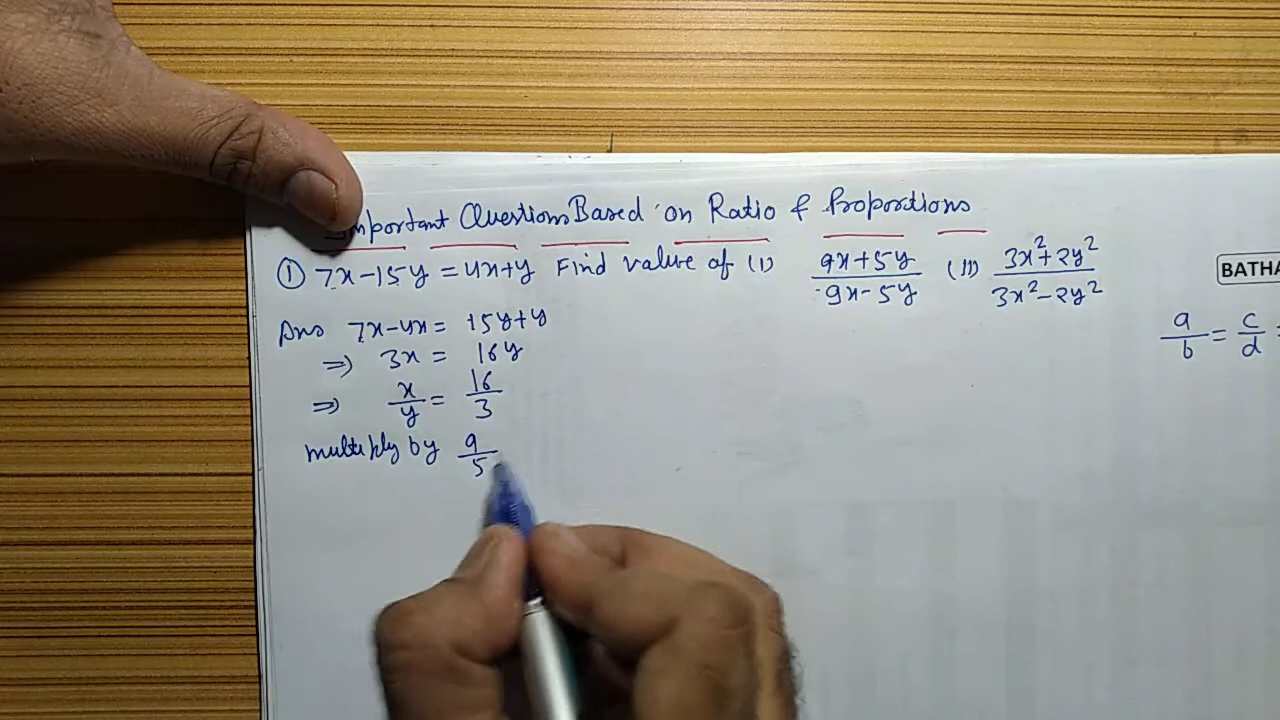 Important Questions Based on Ratio & Proportions
① 7x-15y = 4x+y Find value of (I) 9x+5y/9x-5y (II) 3x²+2y²/3x²-2y²
BATHA
Ans 7x-4x = 15y+y
a/b = c/d =
⇒ 3x = 16y
⇒ x/y = 16/3
multiply by 9/5